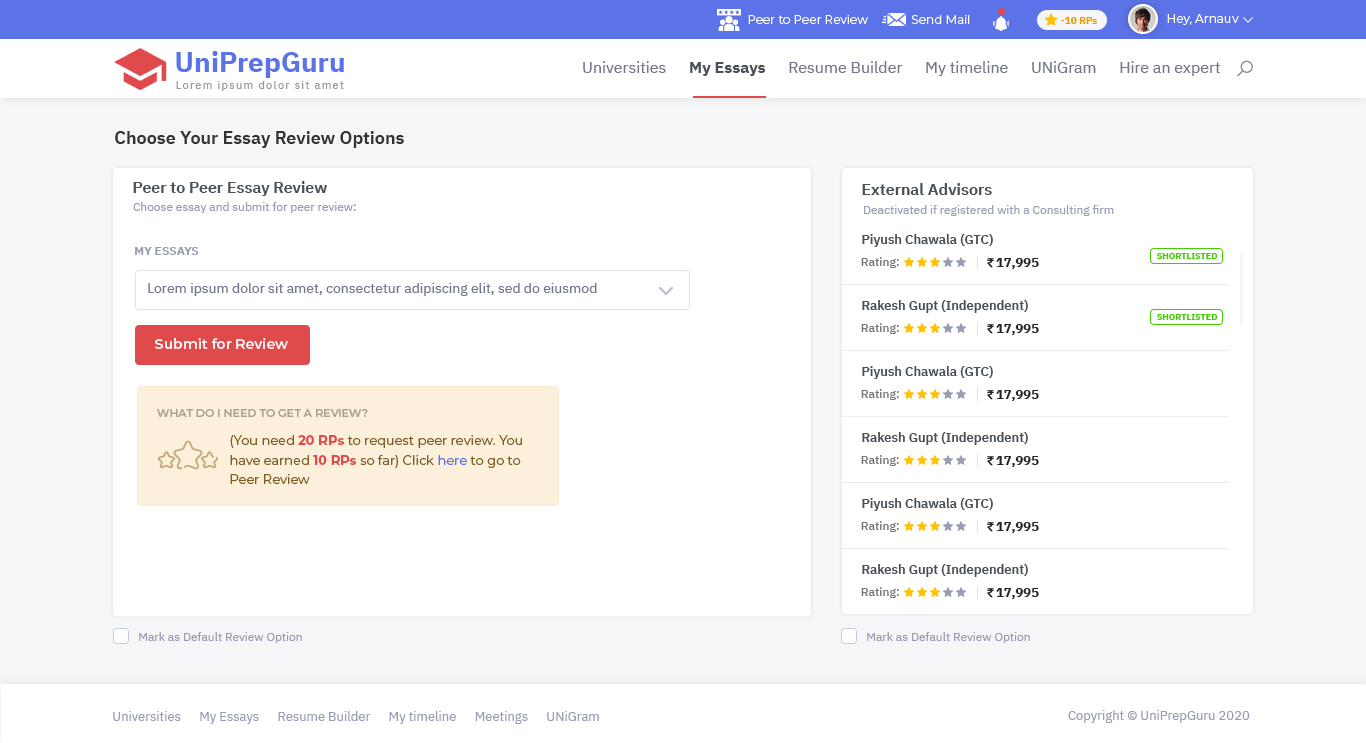 Peer to Peer Review Send Mail -10 RPs Hey, Arnauv
UniPrepGuru
Lorem ipsum dolor sit amet
Universities My Essays Resume Builder My timeline UNiGram Hire an expert
Choose Your Essay Review Options
Peer to Peer Essay Review
Choose essay and submit for peer review:
MY ESSAYS
Lorem ipsum dolor sit amet, consectetur adipiscing elit, sed do eiusmod
Submit for Review
WHAT DO I NEED TO GET A REVIEW?
(You need 20 RPs to request peer review. You
have earned 10 RPs so far) Click here to go to
Peer Review
Mark as Default Review Option
External Advisors
Deactivated if registered with a Consulting firm
Piyush Chawala (GTC)
Rating: ₹ 17,995
SHORTLISTED
Rakesh Gupt (Independent)
Rating: ₹ 17,995
SHORTLISTED
Piyush Chawala (GTC)
Rating: ₹ 17,995
Rakesh Gupt (Independent)
Rating: ₹ 17,995
Piyush Chawala (GTC)
Rating: ₹ 17,995
Rakesh Gupt (Independent)
Rating: ₹ 17,995
Mark as Default Review Option
Universities My Essays Resume Builder My timeline Meetings UNiGram
Copyright © UniPrepGuru 2020